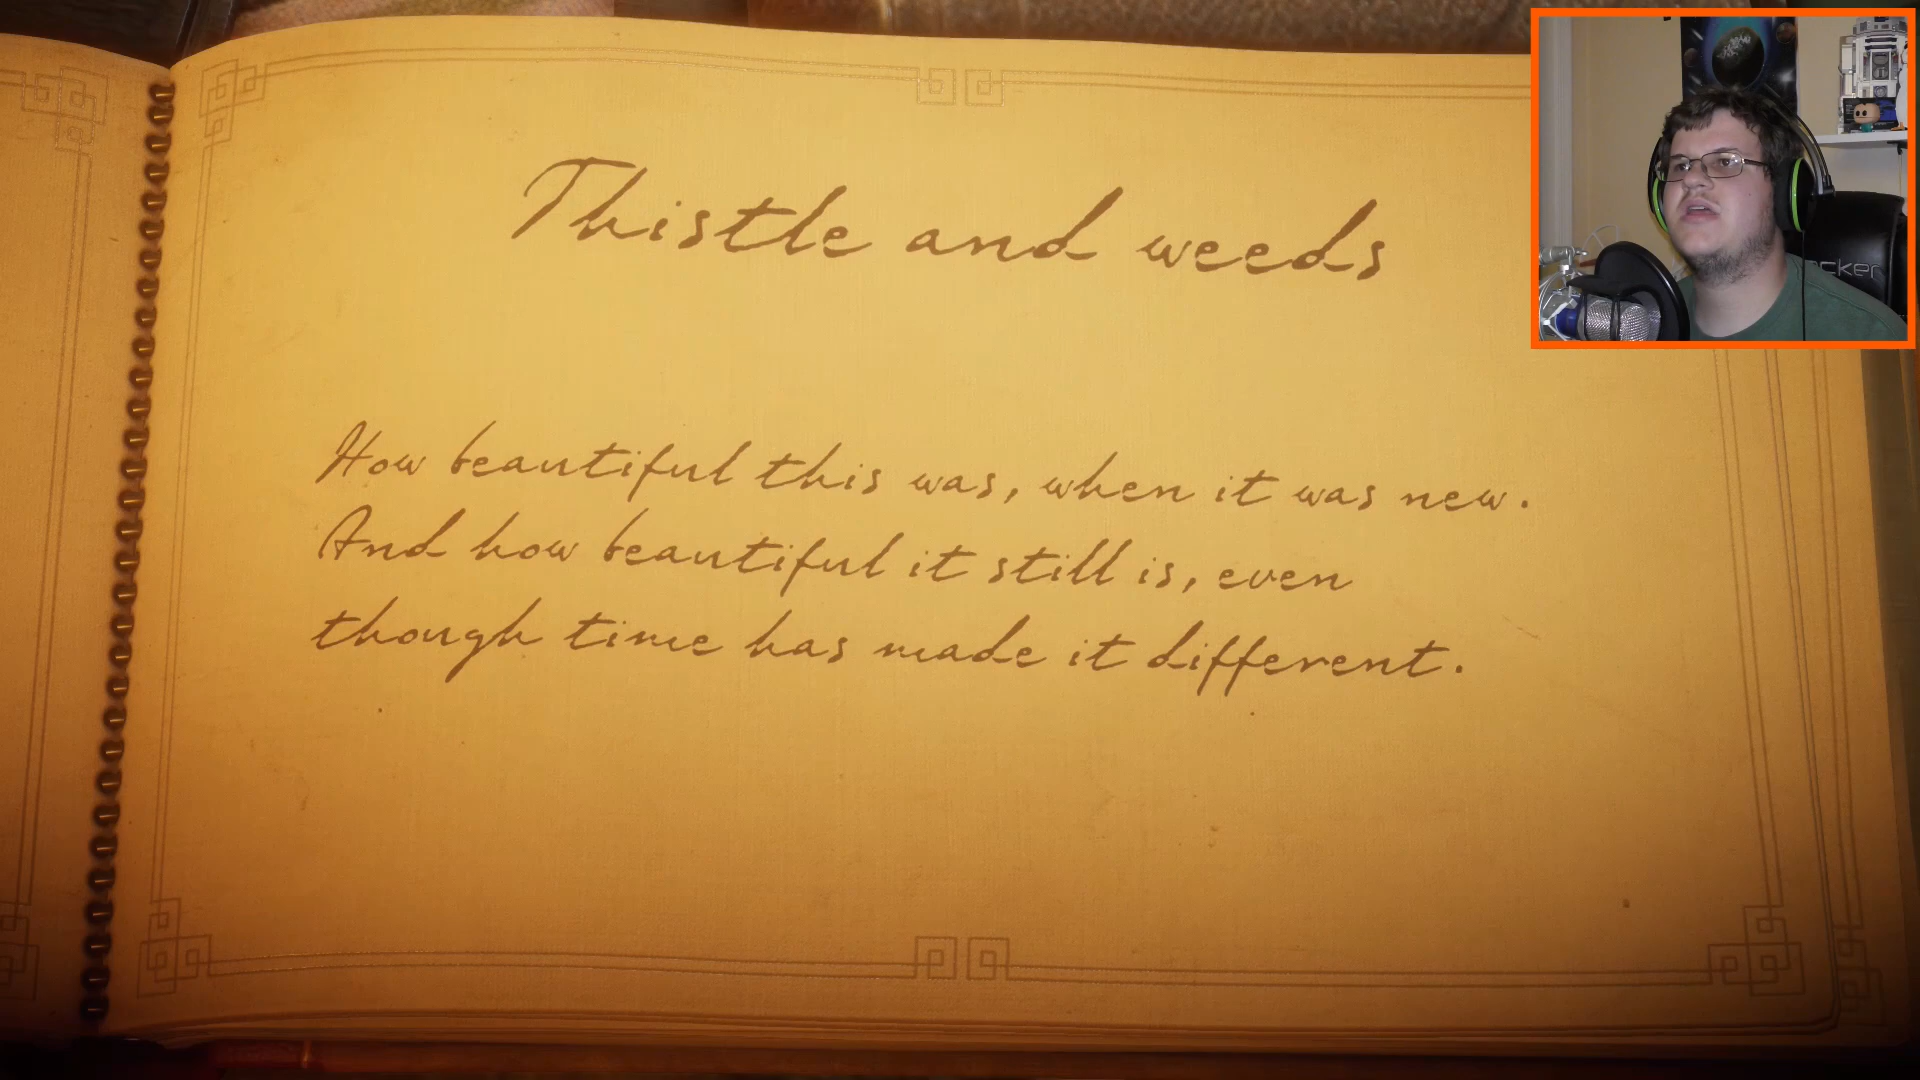 Thistle and weeds
How beautiful this was, when it was new.
And how beautiful it still is, even
though time has made it different.